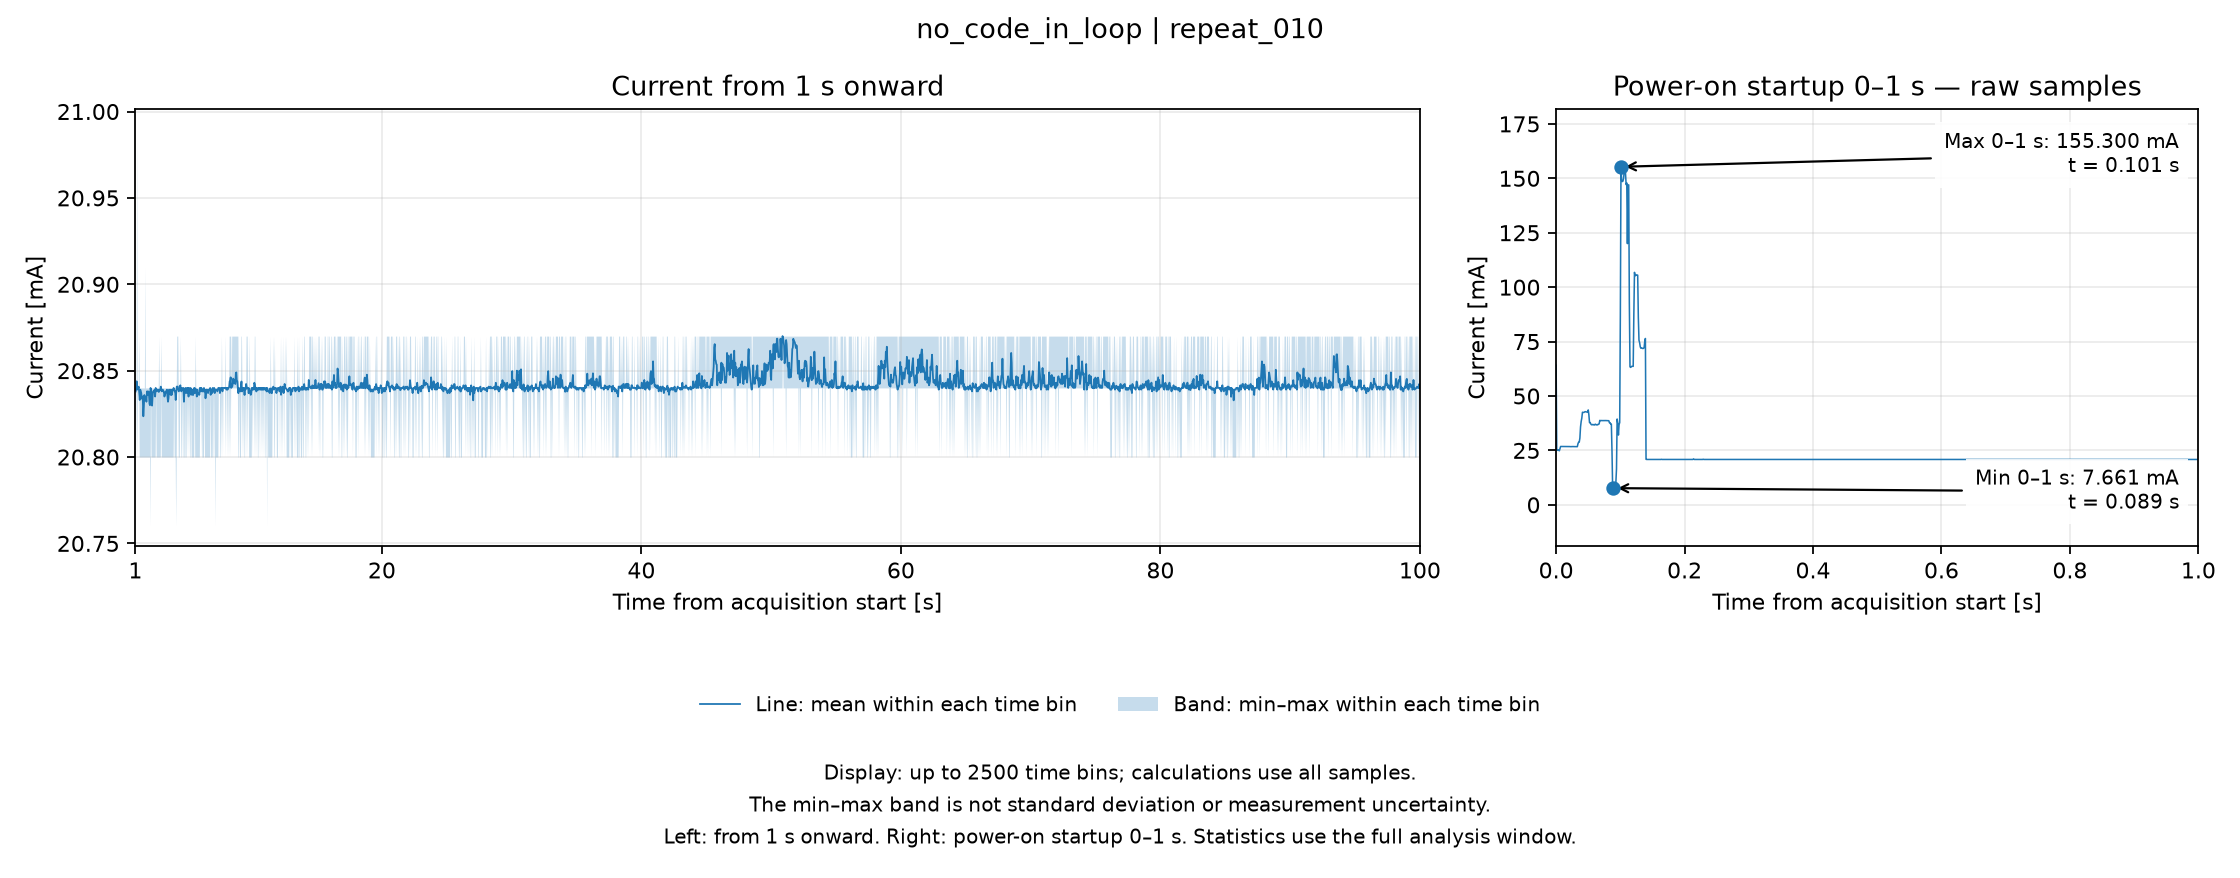 no_code_in_loop | repeat_010
Current from 1 s onward
21.00
20.95
20.90
20.85
20.80
20.75
Current [mA]
1
20
40
60
80
100
Time from acquisition start [s]
Power-on startup 0–1 s — raw samples
175
150
125
100
75
50
25
0
Current [mA]
Max 0–1 s: 155.300 mA
t = 0.101 s
Min 0–1 s: 7.661 mA
t = 0.089 s
0.0
0.2
0.4
0.6
0.8
1.0
Time from acquisition start [s]
Line: mean within each time bin
Band: min–max within each time bin
Display: up to 2500 time bins; calculations use all samples.
The min–max band is not standard deviation or measurement uncertainty.
Left: from 1 s onward. Right: power-on startup 0–1 s. Statistics use the full analysis window.